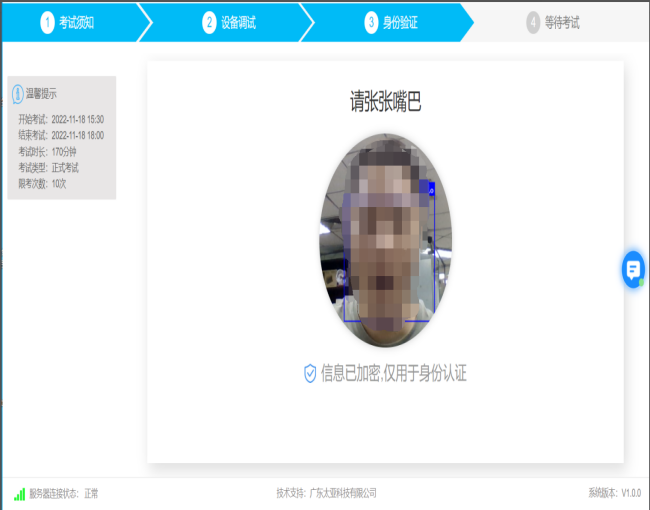 1 考试须知
2 设备调试
3 身份验证
4 等待考试
温馨提示
开始考试：2022-11-18 15:30
结束考试：2022-11-18 18:00
考试时长：170分钟
考试类型：正式考试
限考次数：10次
请张张嘴巴
信息已加密,仅用于身份认证
服务器连接状态： 正常
技术支持：广东太亚科技有限公司
系统版本：V1.0.0